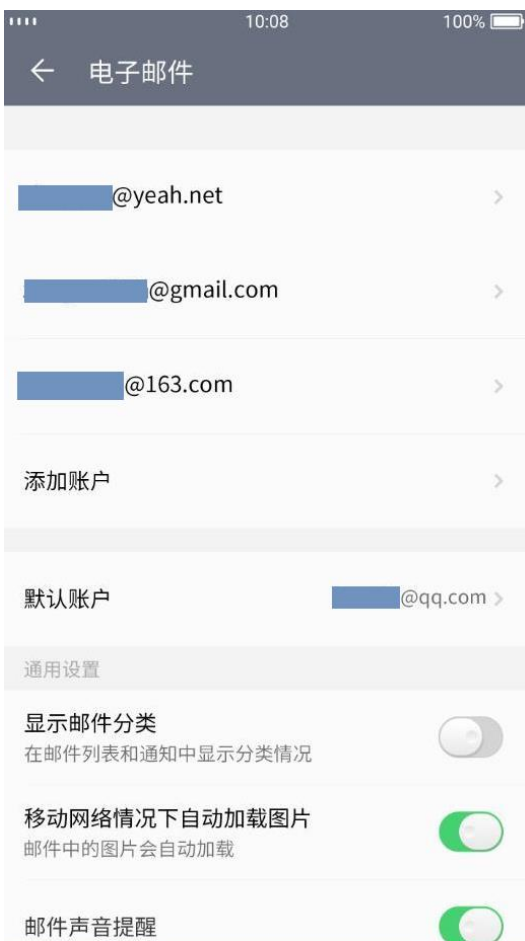 10:08
100%
电子邮件
@yeah.net
@gmail.com
@163.com
添加账户
默认账户 @qq.com
通用设置
显示邮件分类
在邮件列表和通知中显示分类情况
移动网络情况下自动加载图片
邮件中的图片会自动加载
邮件声音提醒